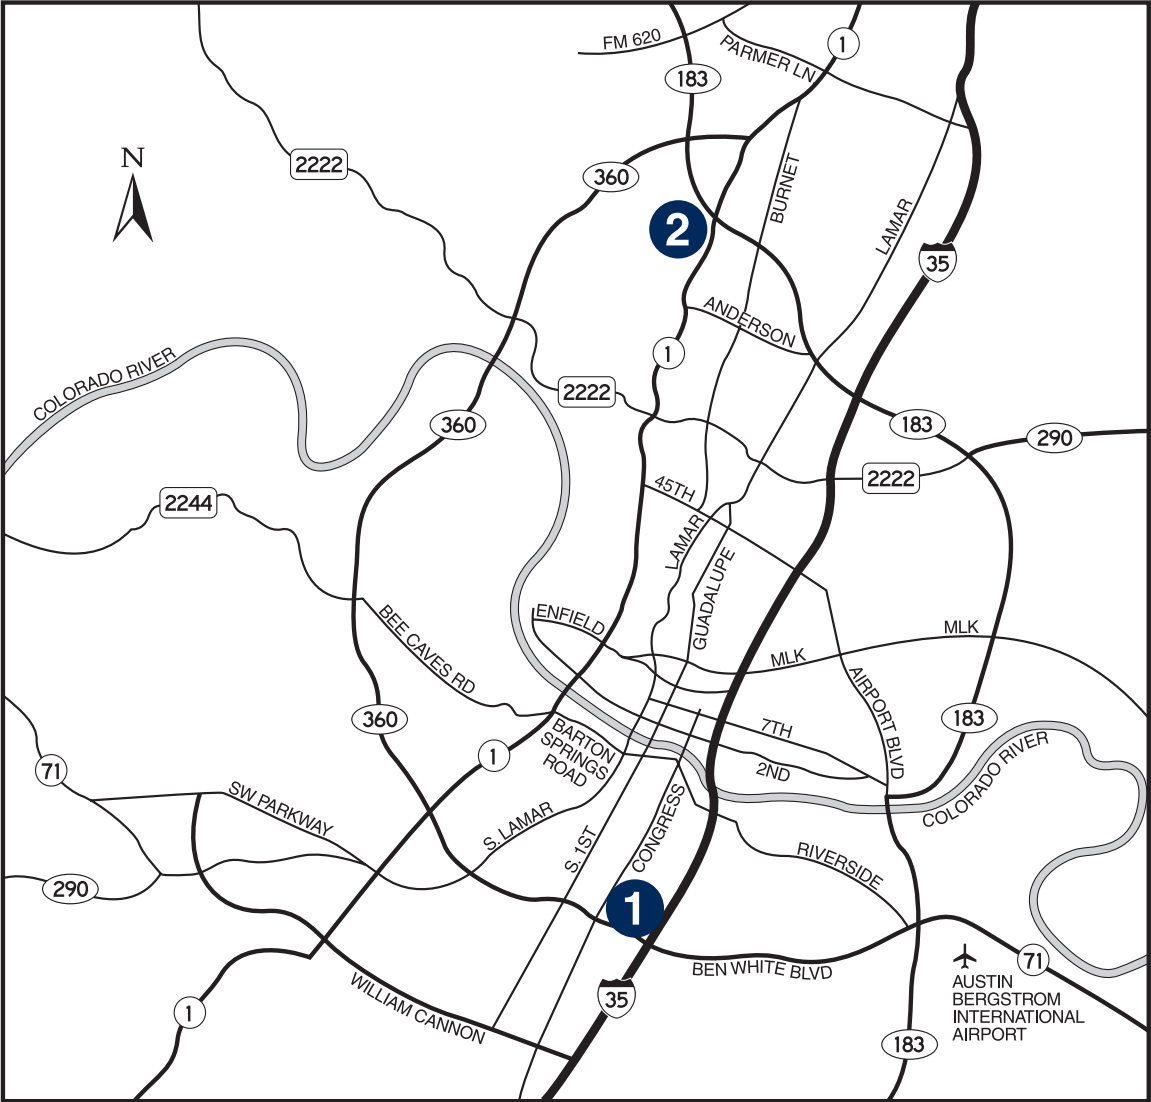 FM 620
1
PARMER LN
183
N
2222
360
BURNET
2
LAMAR
35
ANDERSON
1
COLORADO RIVER
2222
360
183
290
2222
45TH
2244
LAMAR
GUADALUPE
ENFIELD
MLK
MLK
BEE CAVES RD
AIRPORT BLVD
360
183
7TH
BARTON
SPRINGS
ROAD
1
2ND
71
COLORADO RIVER
SW PARKWAY
S. LAMAR
S. 1ST
CONGRESS
RIVERSIDE
290
1
BEN WHITE BLVD
71
AUSTIN
BERGSTROM
INTERNATIONAL
AIRPORT
35
WILLIAM CANNON
1
183